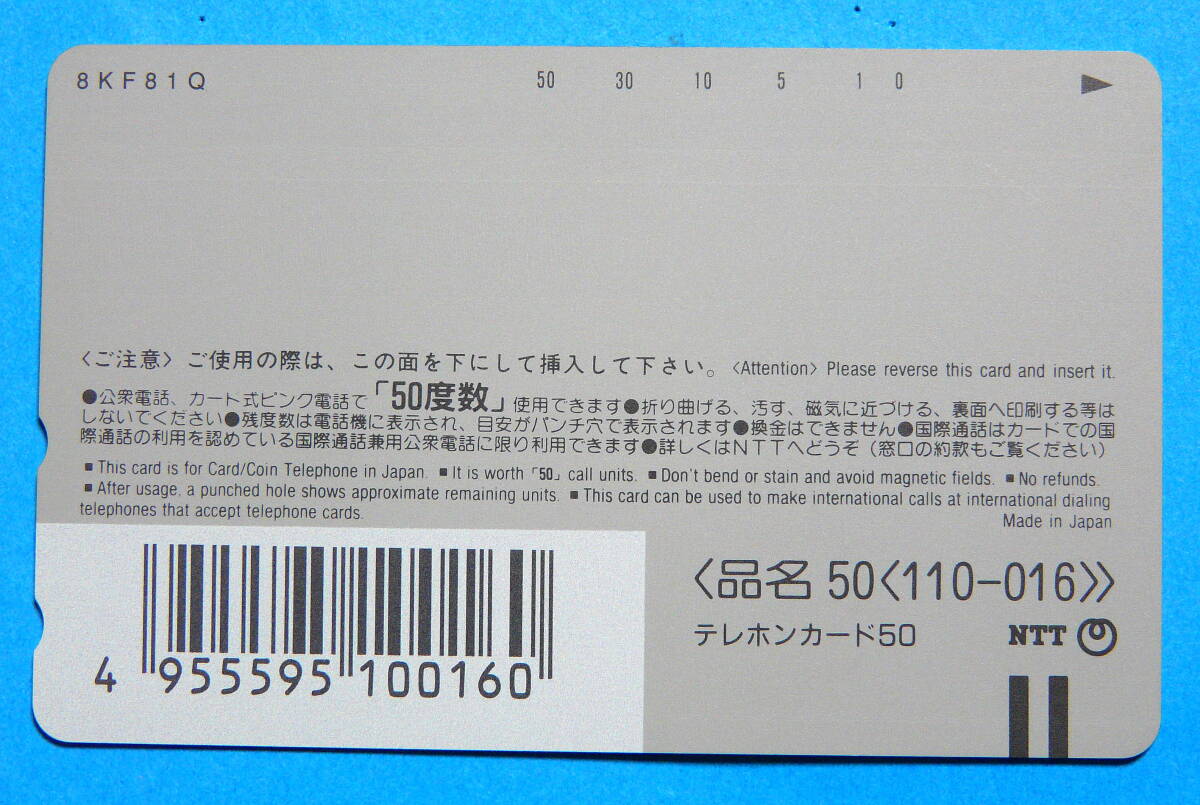 8KF81Q 50 30 10 5 1 0
〈ご注意〉ご使用の際は、この面を下にして挿入して下さい。〈Attention〉Please reverse this card and insert it.
●公衆電話、カード式ピンク電話で「50度数」使用できます●折り曲げる、汚す、磁気に近づける、裏面へ印刷する等は
しないでください●残度数は電話機に表示され、目安がパンチ穴で表示されます●換金はできません●国際通話はカードでの国
際通話の利用を認めている国際通話兼用公衆電話に限り利用できます●詳しくはNTTへどうぞ(窓口の約款もご覧ください)
■This card is for Card/Coin Telephone in Japan. ■It is worth「50」call units. ■Don't bend or stain and avoid magnetic fields. ■No refunds.
■After usage, a punched hole shows approximate remaining units. ■This card can be used to make international calls at international dialing
telephones that accept telephone cards.
Made in Japan
〈品名 50〈110-016〉〉
テレホンカード50 NTT
4 955595 100160